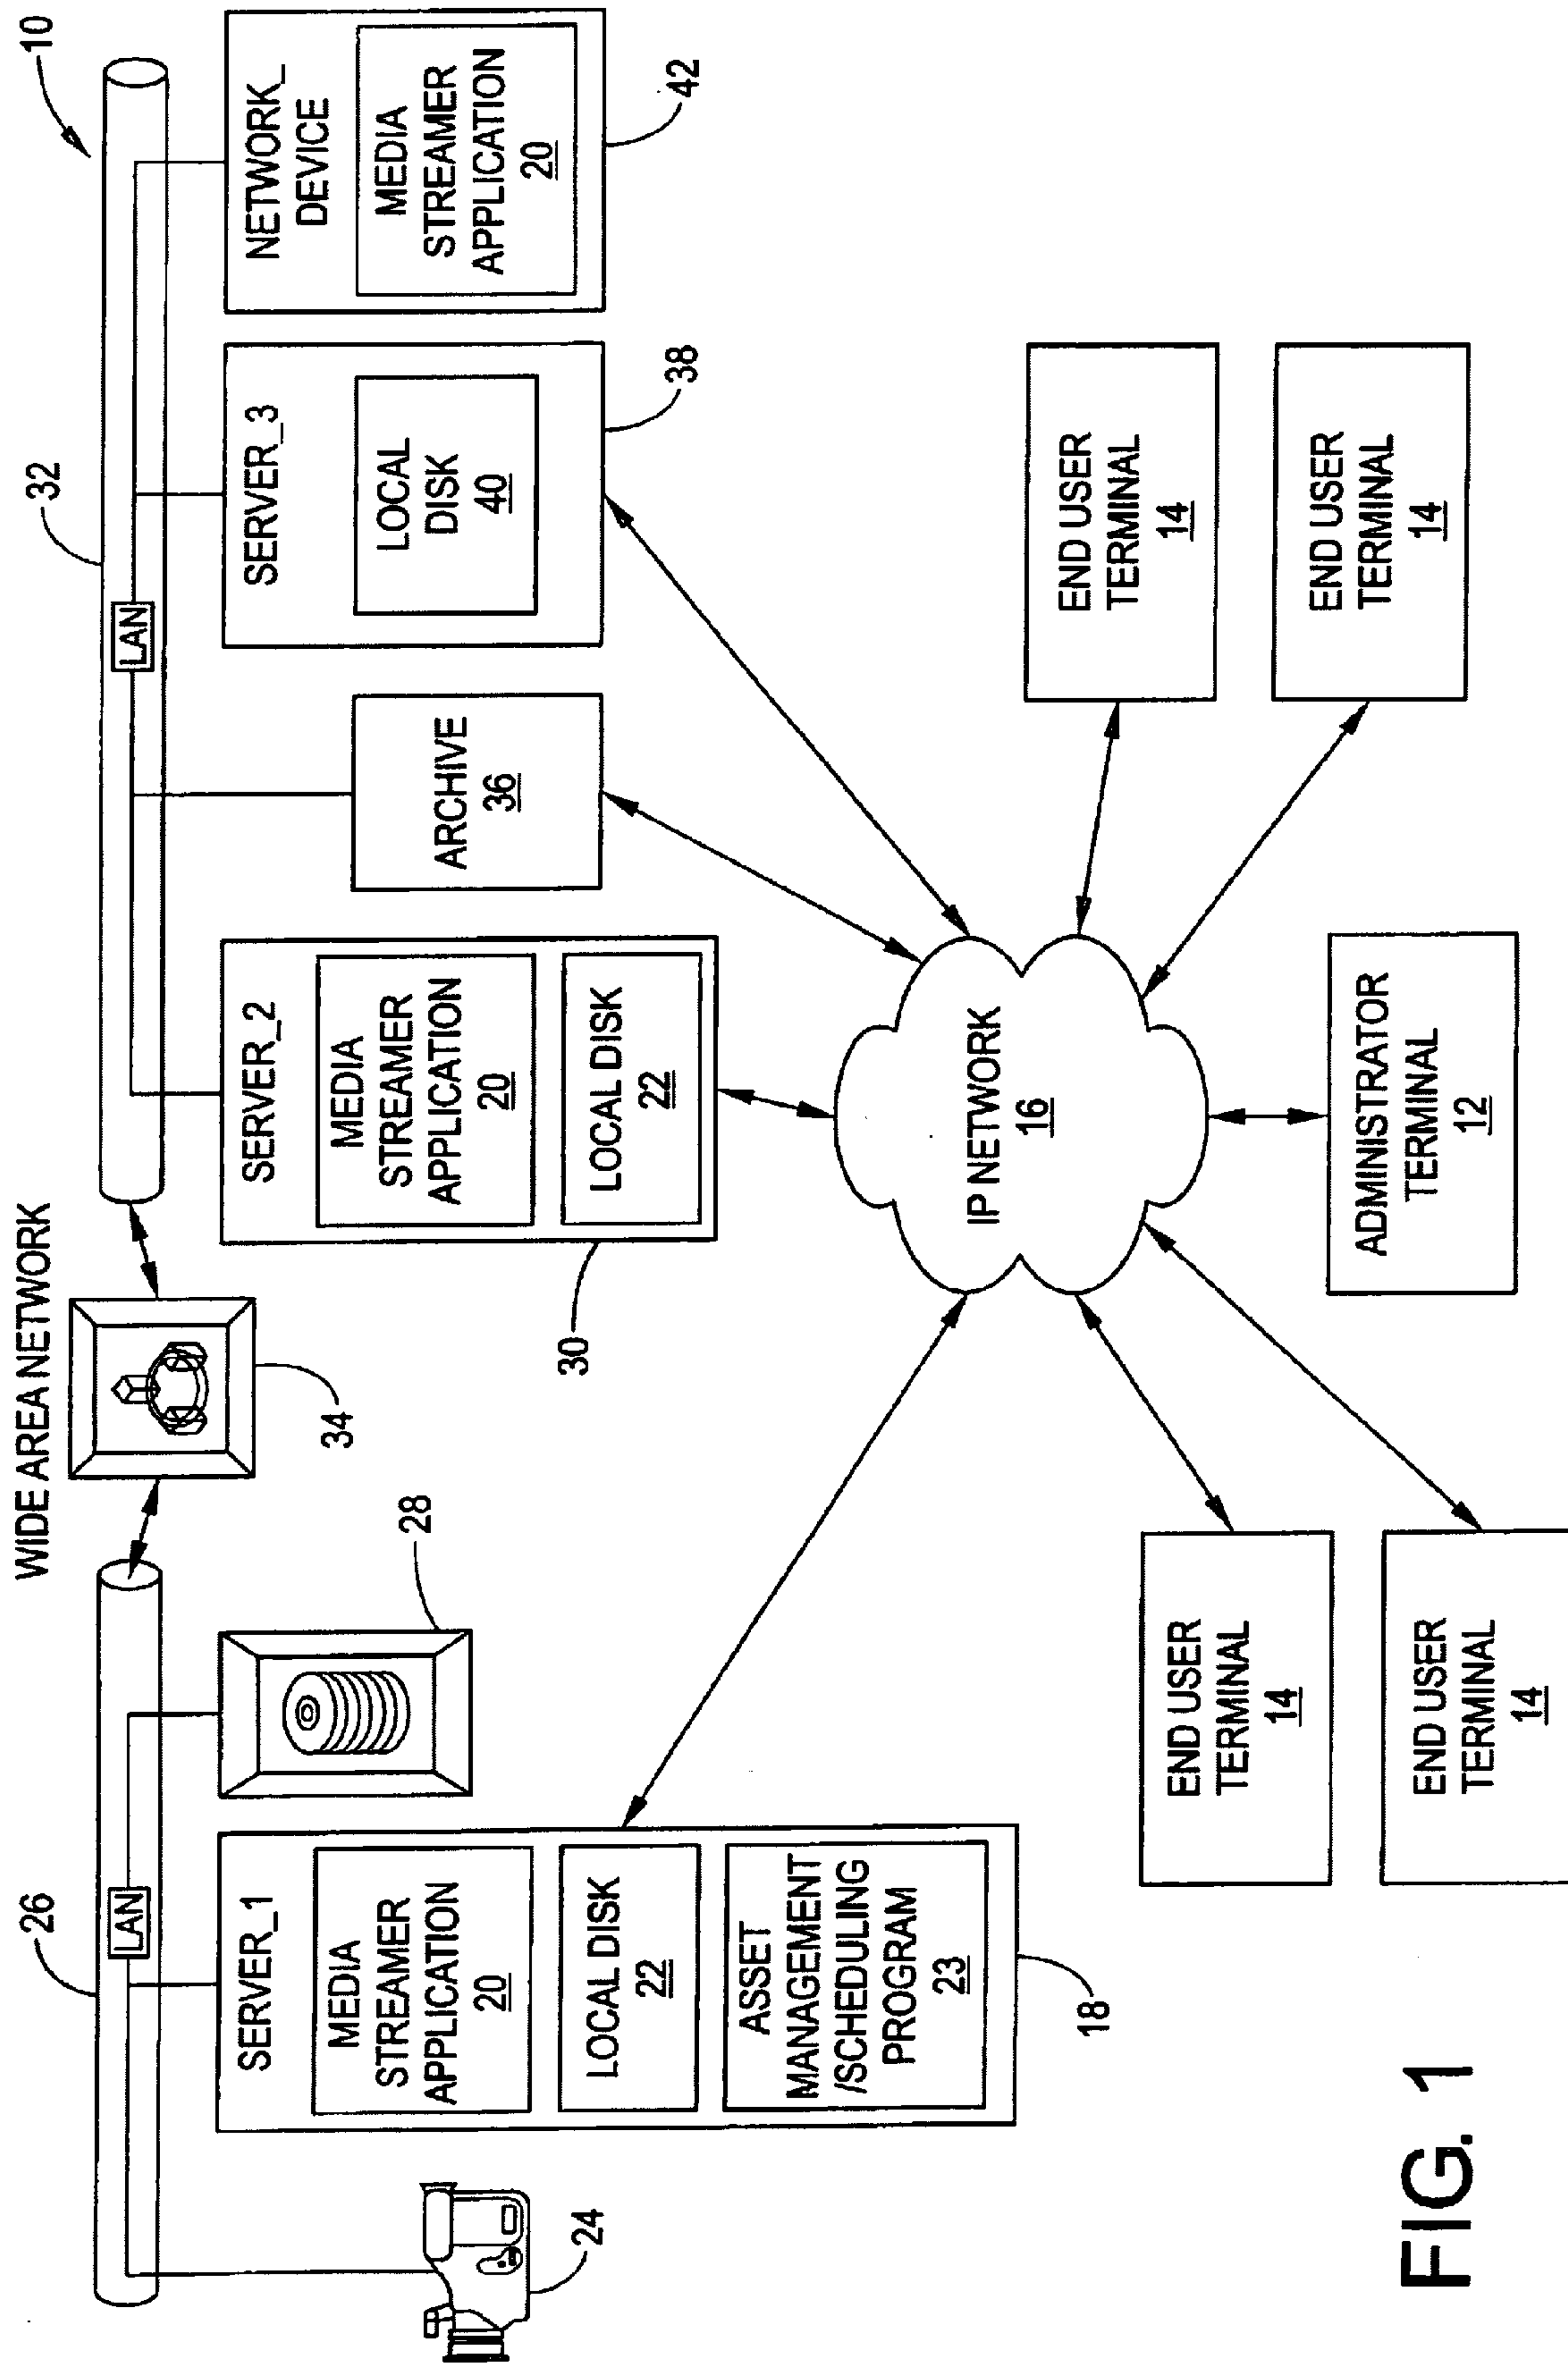 WIDE AREA NETWORK
10
26
LAN
32
LAN
34
SERVER_1
MEDIA
STREAMER
APPLICATION
20
LOCAL DISK
22
ASSET
MANAGEMENT
/SCHEDULING
PROGRAM
23
18
24
28
SERVER_2
MEDIA
STREAMER
APPLICATION
20
LOCAL DISK
22
30
ARCHIVE
36
SERVER_3
LOCAL
DISK
40
38
NETWORK_
DEVICE
MEDIA
STREAMER
APPLICATION
20
42
IP NETWORK
16
END USER
TERMINAL
14
END USER
TERMINAL
14
ADMINISTRATOR
TERMINAL
12
END USER
TERMINAL
14
END USER
TERMINAL
14
FIG. 1